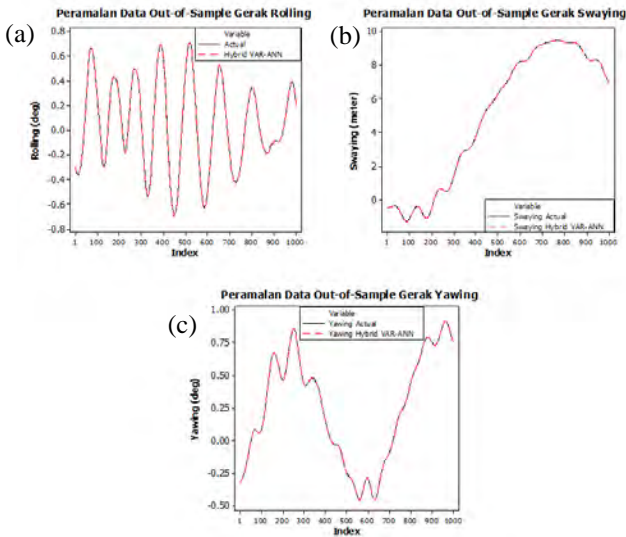 (a)
Peramalan Data Out-of-Sample Gerak Rolling
Variable
Actual
Hybrid VAR-ANN
Rolling (deg)
0.8
0.6
0.4
0.2
0.0
-0.2
-0.4
-0.6
-0.8
1 100 200 300 400 500 600 700 800 900 1000
Index
(b)
Peramalan Data Out-of-Sample Gerak Swaying
Swaying (meter)
10
8
6
4
2
0
Variable
Swaying Actual
Swaying Hybrid VAR-ANN
1 100 200 300 400 500 600 700 800 900 1000
Index
(c)
Peramalan Data Out-of-Sample Gerak Yawing
Variable
Yawing Actual
Yawing Hybrid VAR-ANN
Yawing (deg)
1.00
0.75
0.50
0.25
0.00
-0.25
-0.50
1 100 200 300 400 500 600 700 800 900 1000
Index